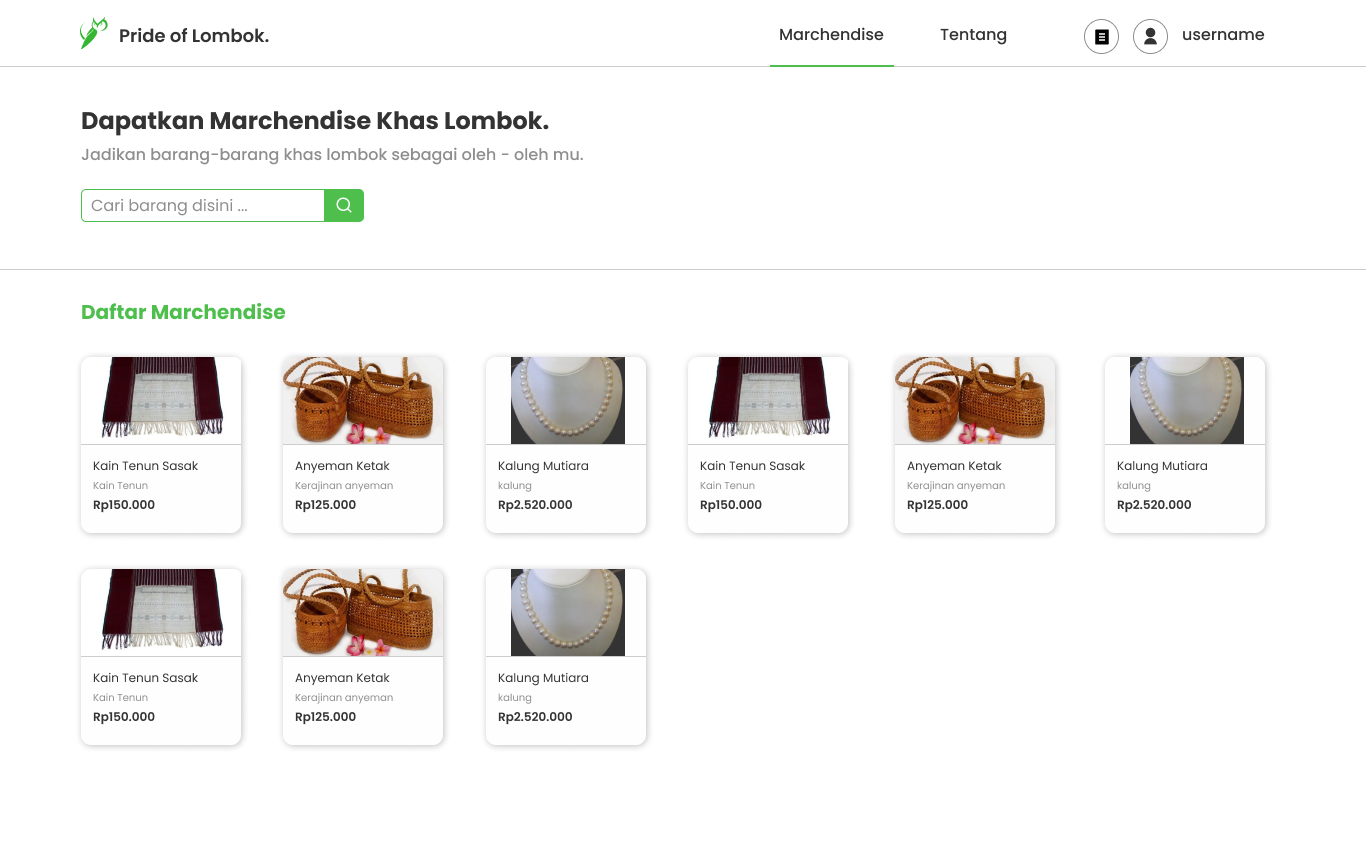 Pride of Lombok.
Marchendise
Tentang
username
Dapatkan Marchendise Khas Lombok.
Jadikan barang-barang khas lombok sebagai oleh - oleh mu.
Cari barang disini ...
Daftar Marchendise
Kain Tenun Sasak
Kain Tenun
Rp150.000
Anyeman Ketak
Kerajinan anyeman
Rp125.000
Kalung Mutiara
kalung
Rp2.520.000
Kain Tenun Sasak
Kain Tenun
Rp150.000
Anyeman Ketak
Kerajinan anyeman
Rp125.000
Kalung Mutiara
kalung
Rp2.520.000
Kain Tenun Sasak
Kain Tenun
Rp150.000
Anyeman Ketak
Kerajinan anyeman
Rp125.000
Kalung Mutiara
kalung
Rp2.520.000